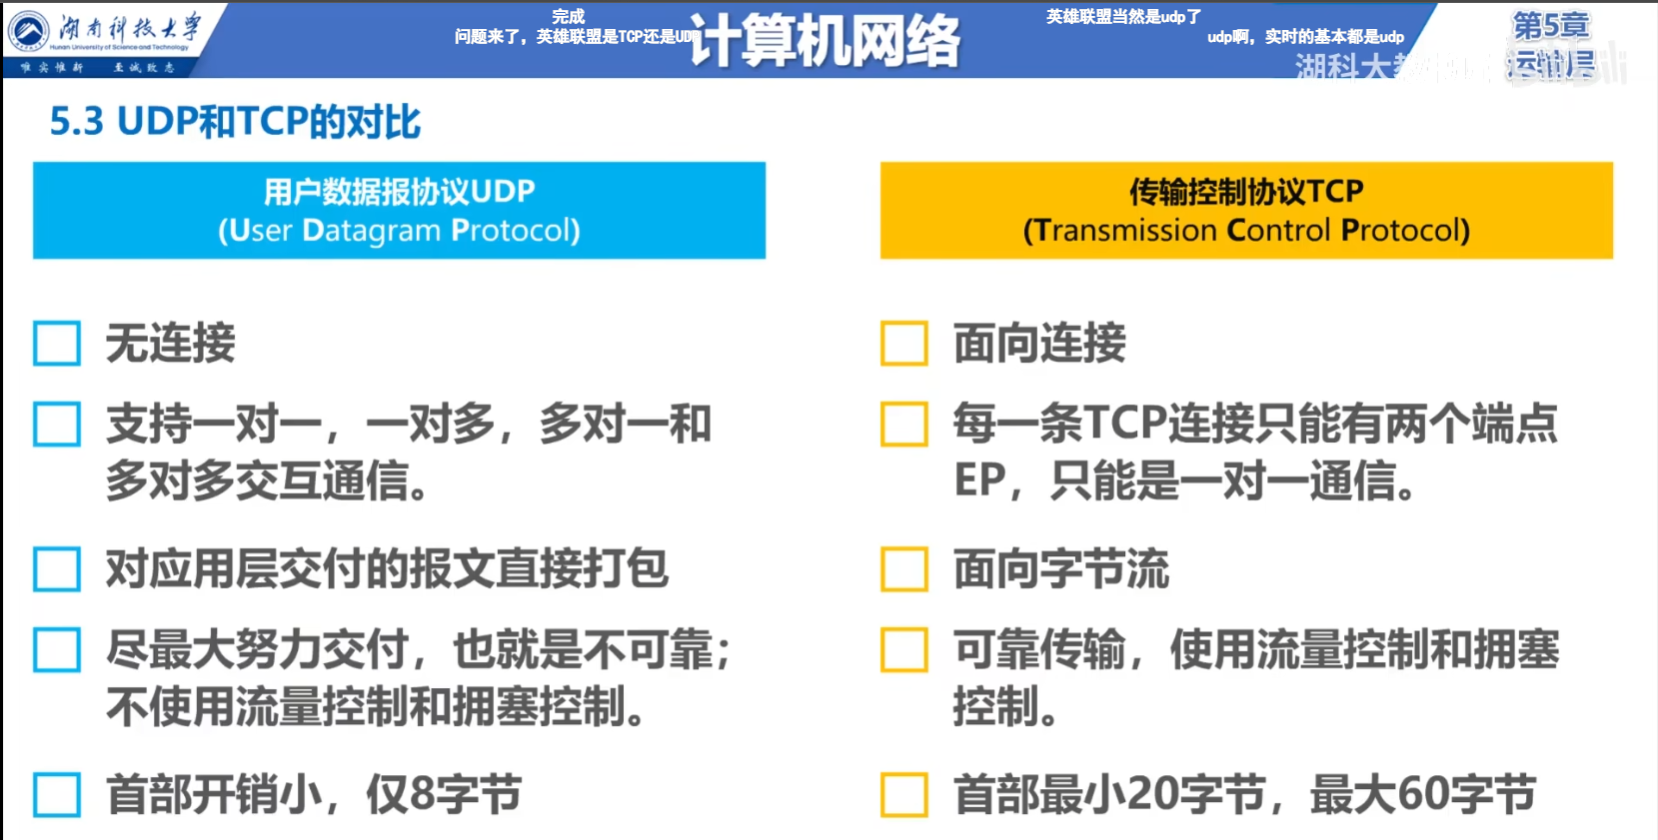 湖南科技大学
Hunan University of Science and Technology
唯实惟新 至诚致志
完成
问题来了，英雄联盟是TCP还是UDP
计算机网络
英雄联盟当然是udp了
udp啊，实时的基本都是udp
第5章
运输层
湖科大
5.3 UDP和TCP的对比
用户数据报协议UDP
(User Datagram Protocol)
无连接
支持一对一，一对多，多对一和
多对多交互通信。
对应用层交付的报文直接打包
尽最大努力交付，也就是不可靠；
不使用流量控制和拥塞控制。
首部开销小，仅8字节
传输控制协议TCP
(Transmission Control Protocol)
面向连接
每一条TCP连接只能有两个端点
EP，只能是一对一通信。
面向字节流
可靠传输，使用流量控制和拥塞
控制。
首部最小20字节，最大60字节